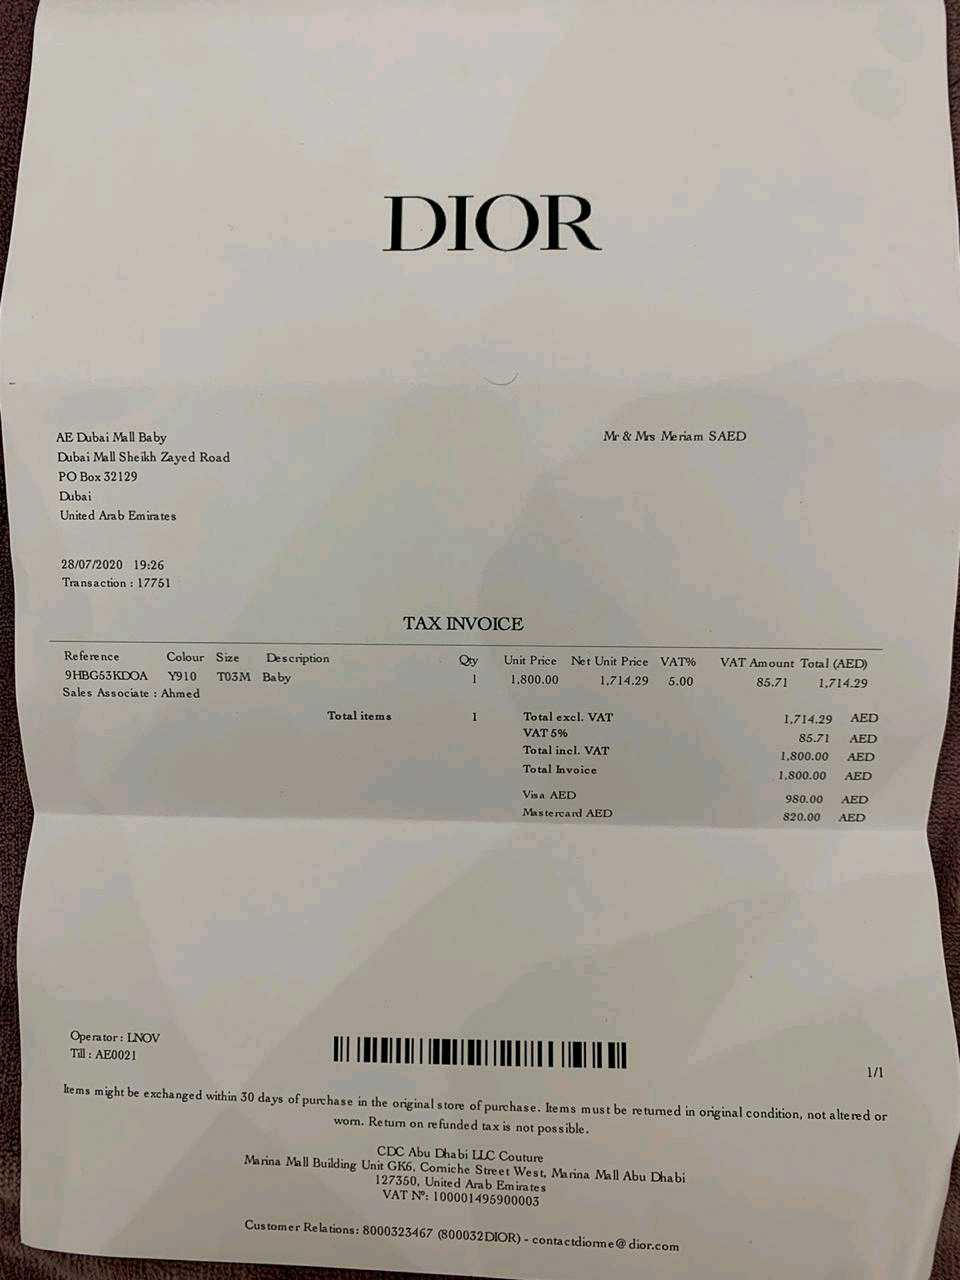 DIOR
AE Dubai Mall Baby
Dubai Mall Sheikh Zayed Road
PO Box 32129
Dubai
United Arab Emirates
Mr & Mrs Meriam SAED
28/07/2020 19:26
Transaction : 17751
TAX INVOICE
Reference Colour Size Description Qty Unit Price Net Unit Price VAT% VAT Amount Total (AED)
9HBG53KDOA Y910 T03M Baby 1 1,800.00 1,714.29 5.00 85.71 1,714.29
Sales Associate : Ahmed
Total items 1 Total excl. VAT 1,714.29 AED
VAT 5% 85.71 AED
Total incl. VAT 1,800.00 AED
Total Invoice 1,800.00 AED
Visa AED 980.00 AED
Mastercard AED 820.00 AED
Operator : LNOV
Till : AE0021
1/1
Items might be exchanged within 30 days of purchase in the original store of purchase. Items must be returned in original condition, not altered or
worn. Return on refunded tax is not possible.
CDC Abu Dhabi LLC Couture
Marina Mall Building Unit GK6, Corniche Street West, Marina Mall Abu Dhabi
127350, United Arab Emirates
VAT Nº: 100001495900003
Customer Relations: 8000323467 (800032DIOR) - contactdiorme@dior.com